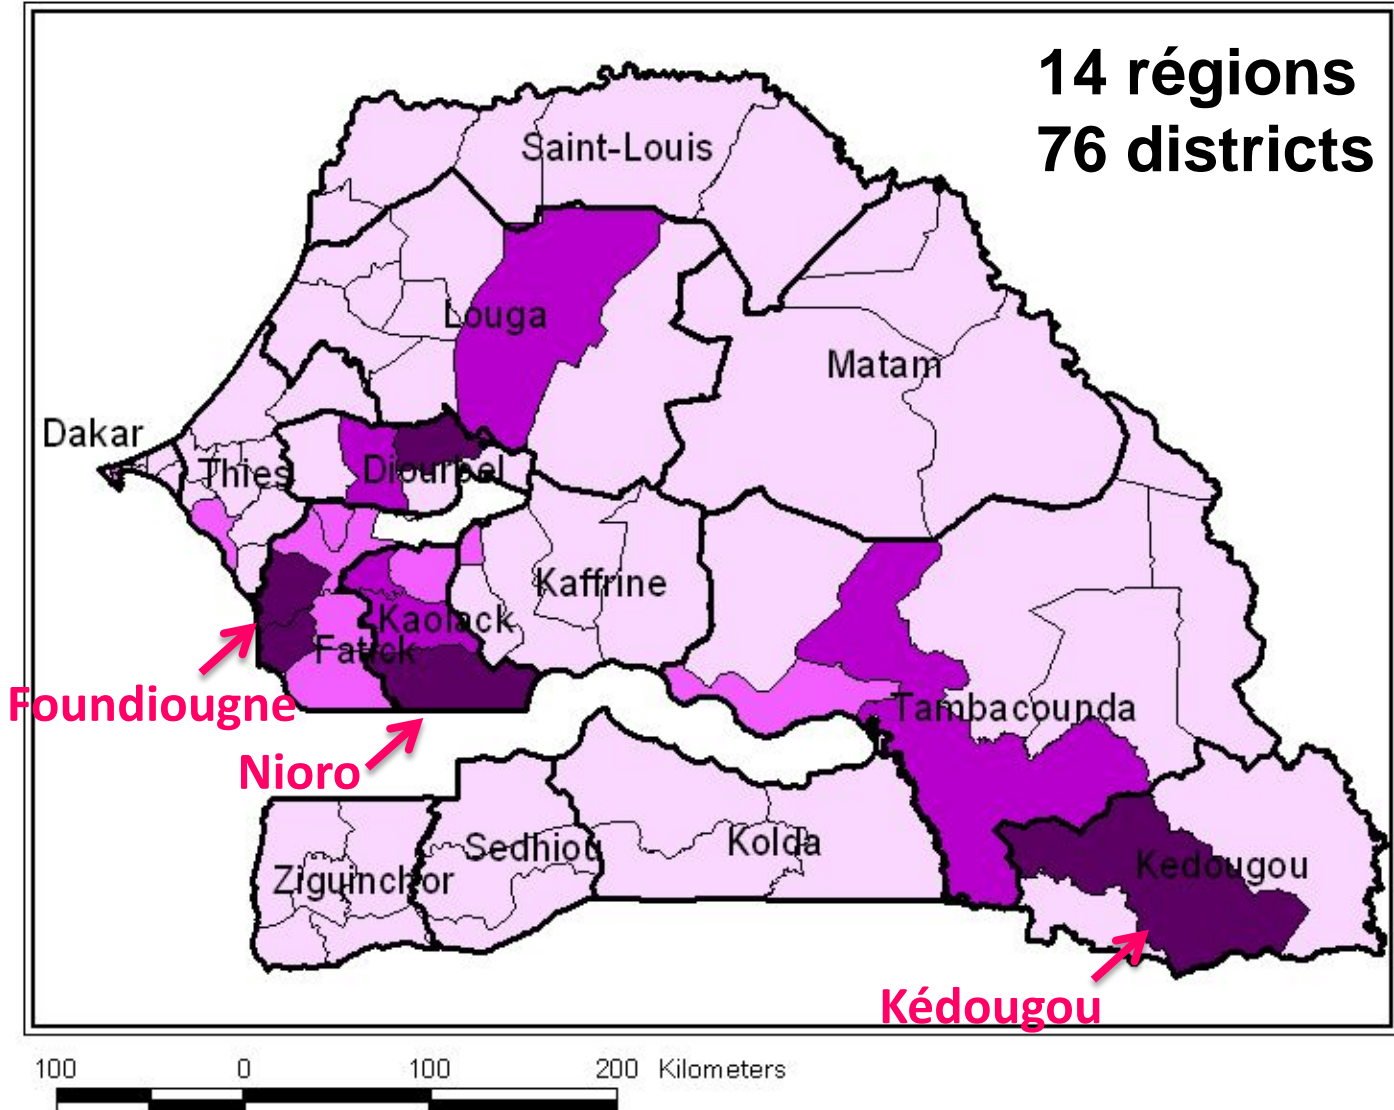 14 régions
76 districts
Saint-Louis
Louga
Matam
Dakar
Thies
Diourbel
Kaffrine
Kaolack
Fatick
Foundiougne
Tambacounda
Nioro
Sedhiou
Kolda
Ziguinchor
Kedougou
Kédougou
100 0 100 200 Kilometers